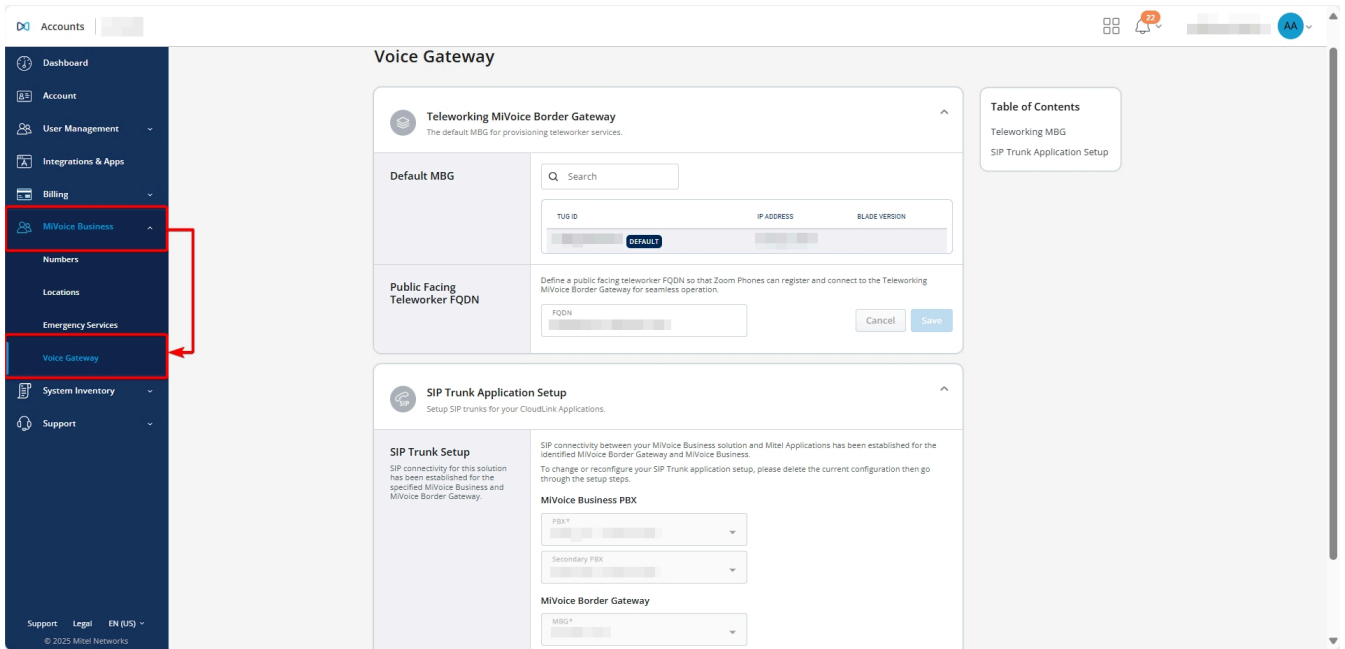 Accounts
22
AA
Dashboard
Account
User Management
Integrations & Apps
Billing
MiVoice Business
Numbers
Locations
Emergency Services
Voice Gateway
System Inventory
Support
Support Legal EN (US)
© 2025 Mitel Networks
Voice Gateway
Teleworking MiVoice Border Gateway
The default MBG for provisioning teleworker services.
Default MBG
Search
TUG ID IP ADDRESS BLADE VERSION
DEFAULT
Public Facing
Teleworker FQDN
Define a public facing teleworker FQDN so that Zoom Phones can register and connect to the Teleworking
MiVoice Border Gateway for seamless operation.
FQDN
Cancel Save
SIP Trunk Application Setup
Setup SIP trunks for your CloudLink Applications.
SIP
SIP Trunk Setup
SIP connectivity for this solution
has been established for the
specified MiVoice Business and
MiVoice Border Gateway.
SIP connectivity between your MiVoice Business solution and Mitel Applications has been established for the
identified MiVoice Border Gateway and MiVoice Business.
To change or reconfigure your SIP Trunk application setup, please delete the current configuration then go
through the setup steps.
MiVoice Business PBX
PBX*
Secondary PBX
MiVoice Border Gateway
MBG*
Table of Contents
Teleworking MBG
SIP Trunk Application Setup